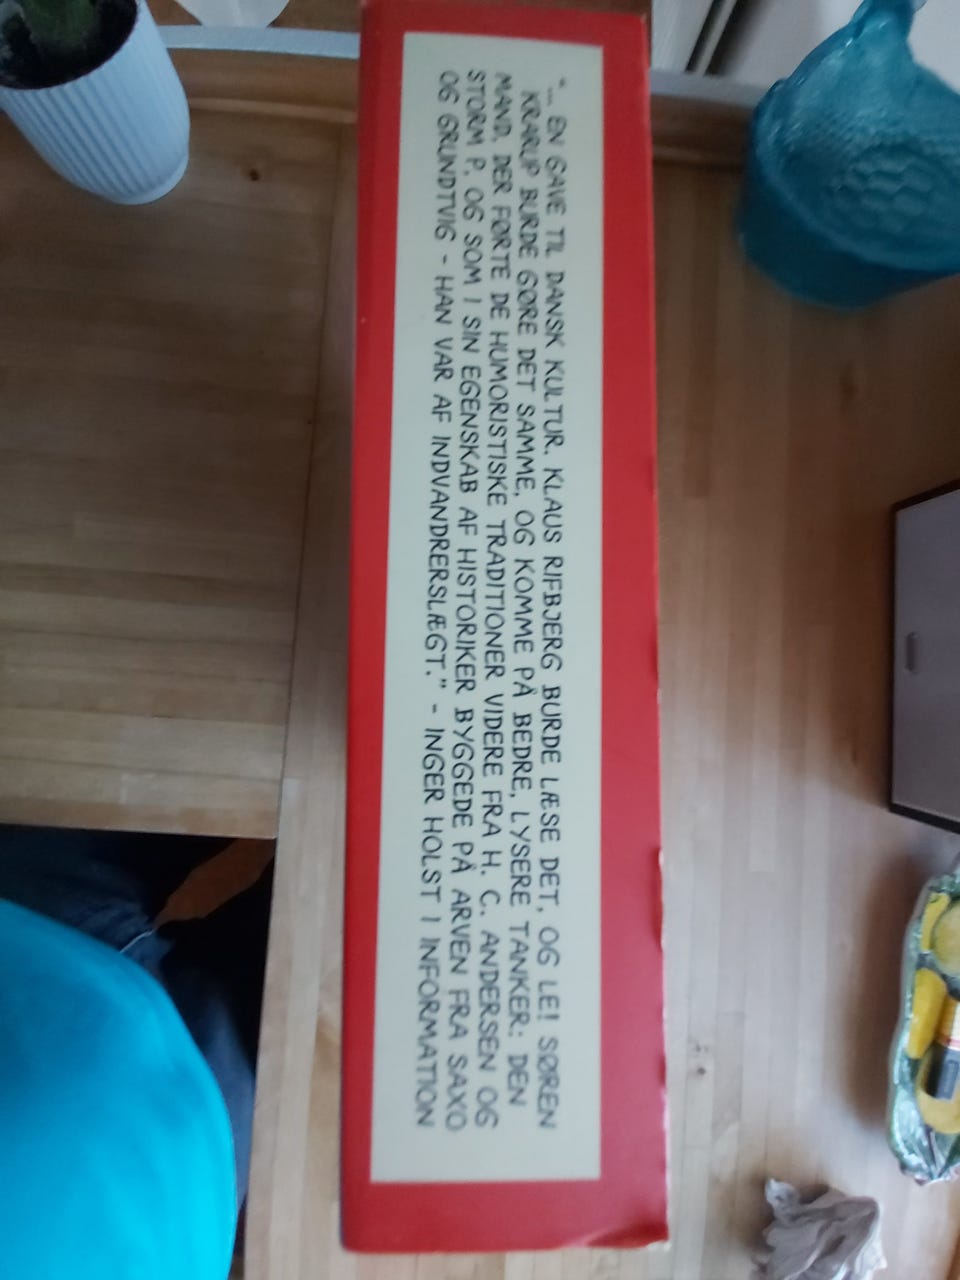 "... EN GAVE TIL DANSK KULTUR. KLAUS RIFBJERG BURDE LÆSE DET, OG LE! SØREN
KRARUP BURDE GØRE DET SAMME, OG KOMME PÅ BEDRE, LYSERE TANKER: DEN
MAND, DER FØRTE DE HUMORISTISKE TRADITIONER VIDERE FRA H. C. ANDERSEN OG
STORM P. OG SOM I SIN EGENSKAB AF HISTORIKER BYGGEDE PÅ ARVEN FRA SAXO
OG GRUNDTVIG - HAN VAR AF INDVANDRERSLÆGT." - INGER HOLST I INFORMATION